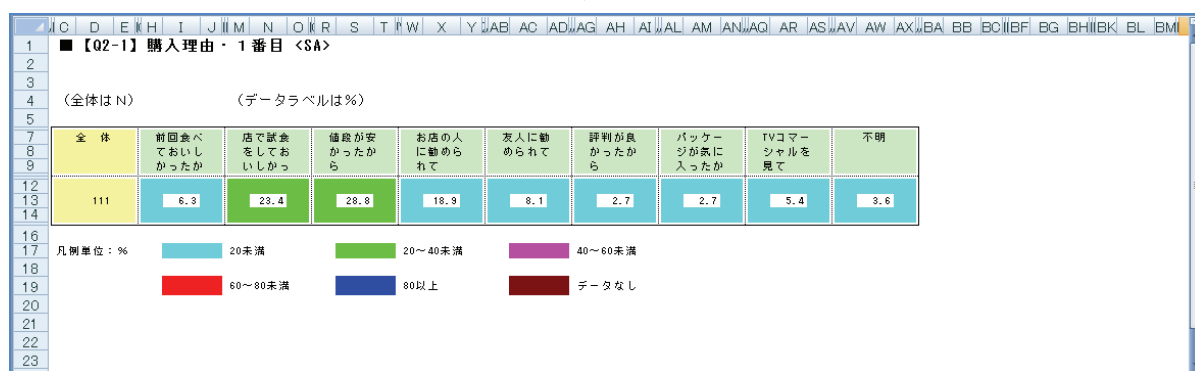 C D E H I J M N O R S T W X Y AB AC AD AG AH AI AL AM AN AQ AR AS AV AW AX BA BB BC BF BG BH BK BL BM
1 ■【Q2-1】購入理由・1番目 <SA>
2
3
4 (全体は N) (データラベルは%)
5
7 全 体 前回食べ 店で試食 値段が安 お店の人 友人に勧 評判が良 パッケー TVコマー 不明
8 ておいし をしてお かったか に勧めら められて かったか ジが気に シャルを
9 かったか いしかっ ら れて ら 入ったか 見て
12
13 111 6.3 23.4 28.8 18.9 8.1 2.7 2.7 5.4 3.6
14
16
17 凡例単位:% 20未満 20~40未満 40~60未満
18
19 60~80未満 80以上 データなし
20
21
22
23